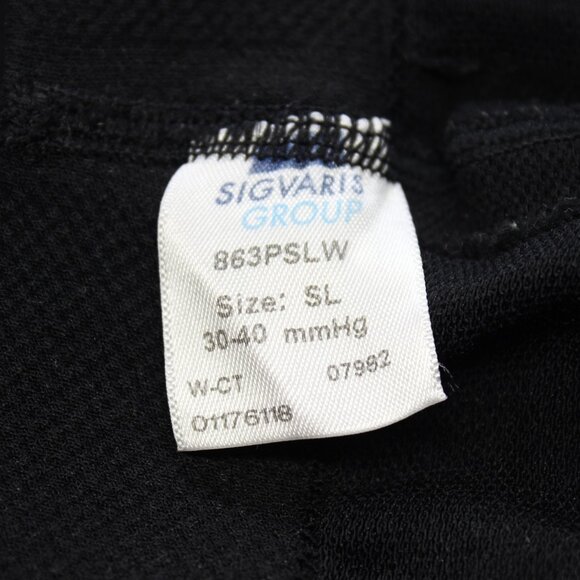 SIGVARIS
GROUP
863PSLW
Size: SL
30-40 mmHg
W-CT 07982
01176118